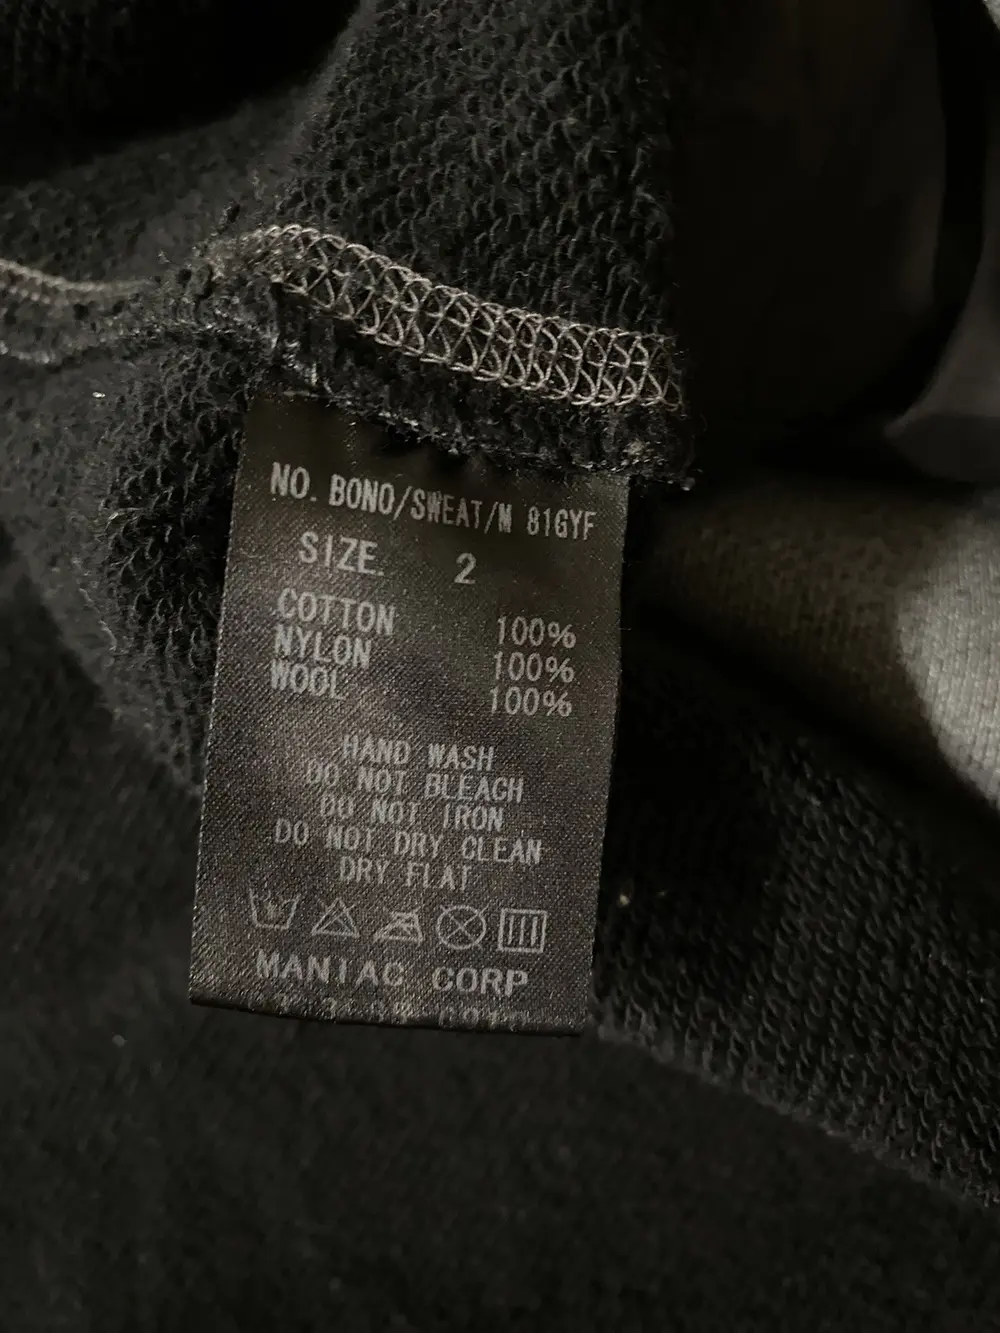 NO. BONO/SWEAT/M 81GYF
SIZE. 2
COTTON 100%
NYLON 100%
WOOL 100%
HAND WASH
DO NOT BLEACH
DO NOT IRON
DO NOT DRY CLEAN
DRY FLAT
MANIAC CORP